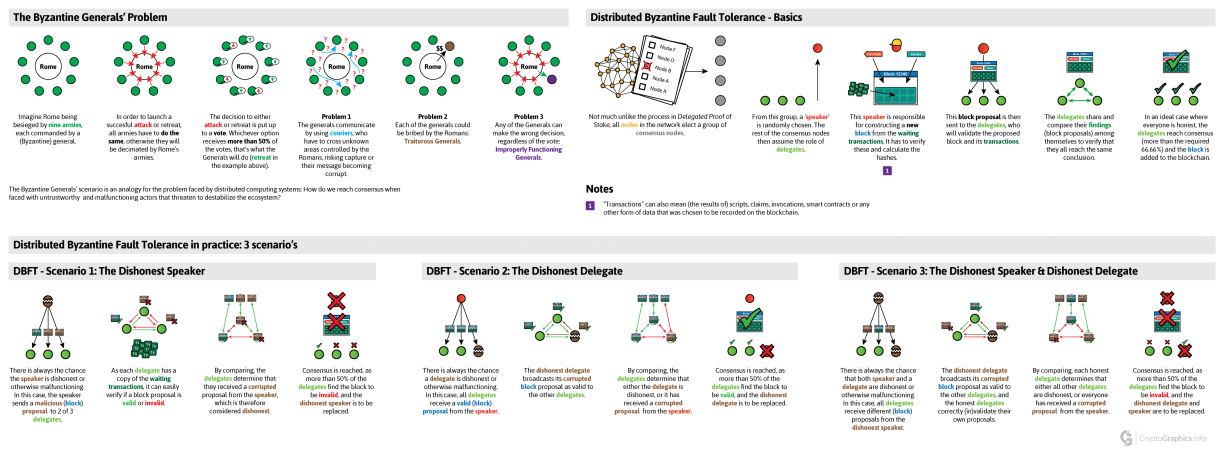 The Byzantine Generals' Problem
Rome
Rome
Rome
Rome
$$
Rome
Rome
Imagine Rome being
besieged by nine armies,
each commanded by a
(Byzantine) general.
In order to launch a
succesful attack or retreat,
all armies have to do the
same, otherwise they will
be decimated by Rome's
armies.
The decision to either
attack or retreat is put up
to a vote. Whichever option
receives more than 50% of
the votes, that's what the
Generals will do (retreat in
the example above).
Problem 1
The generals communicate
by using couriers, who
have to cross unknown
areas controlled by the
Romans, risking capture or
their message becoming
corrupt.
Problem 2
Each of the generals could
be bribed by the Romans:
Traitorous Generals.
Problem 3
Any of the Generals can
make the wrong decision,
regardless of the vote:
Improperly Functioning
Generals.
The Byzantine Generals' scenario is an analogy for the problem faced by distributed computing systems: How do we reach consensus when
faced with untrustworthy and malfunctioning actors that threaten to destabilize the ecosystem?
Distributed Byzantine Fault Tolerance - Basics
Node F
Node G
Node B
Node A
Node R
Block 12345
Not much unlike the process in Delegated Proof of
Stake, all nodes in the network elect a group of
consensus nodes.
From this group, a 'speaker'
is randomly chosen. The
rest of the consensus nodes
then assume the role of
delegates.
This speaker is responsible
for constructing a new
block from the waiting
transactions. It has to verify
these and calculate the
hashes.
1
This block proposal is then
sent to the delegates, who
will validate the proposed
block and its transactions.
The delegates share and
compare their findings
(block proposals) among
themselves to verify that
they all reach the same
conclusion.
In an ideal case where
everyone is honest, the
delegates reach consensus
(more than the required
66.66%) and the block is
added to the blockchain.
Notes
1 "Transactions" can also mean (the results of) scripts, claims, invocations, smart contracts or any
other form of data that was chosen to be recorded on the blockchain.
Distributed Byzantine Fault Tolerance in practice: 3 scenario's
DBFT - Scenario 1: The Dishonest Speaker
There is always the chance
the speaker is dishonest or
otherwise malfunctioning.
In this case, the speaker
sends a malicious (block)
proposal to 2 of 3
delegates.
As each delegate has a
copy of the waiting
transactions, it can easily
verify if a block proposal is
valid or invalid.
By comparing, the
delegates determine that
they received a corrupted
proposal from the speaker,
which is therefore
considered dishonest.
Consensus is reached, as
more than 50% of the
delegates find the block to
be invalid, and the
dishonest speaker is to be
replaced.
DBFT - Scenario 2: The Dishonest Delegate
There is always the chance
a delegate is dishonest or
otherwise malfunctioning.
In this case, all delegates
receive a valid (block)
proposal from the speaker.
The dishonest delegate
broadcasts its corrupted
block proposal as valid to
the other delegates.
By comparing, the
delegates determine that
either the delegate is
dishonest, or it has
received a corrupted
proposal from the speaker.
Consensus is reached, as
more than 50% of the
delegates find the block to
be valid, and the dishonest
delegate is to be replaced.
DBFT - Scenario 3: The Dishonest Speaker & Dishonest Delegate
There is always the chance
that both speaker and a
delegate are dishonest or
otherwise malfunctioning.
In this case, all delegates
receive different (block)
proposals from the
dishonest speaker.
The dishonest delegate
broadcasts its corrupted
block proposal as valid to
the other delegates, and
the honest delegates
correctly (in)validate their
own proposals.
By comparing, each honest
delegate determines that
either all other delegates
are dishonest, or everyone
has received a corrupted
proposal from the speaker.
Consensus is reached, as
more than 50% of the
delegates find the block to
be invalid, and the
dishonest delegate and
speaker are to be replaced.
CryptoGraphics.info